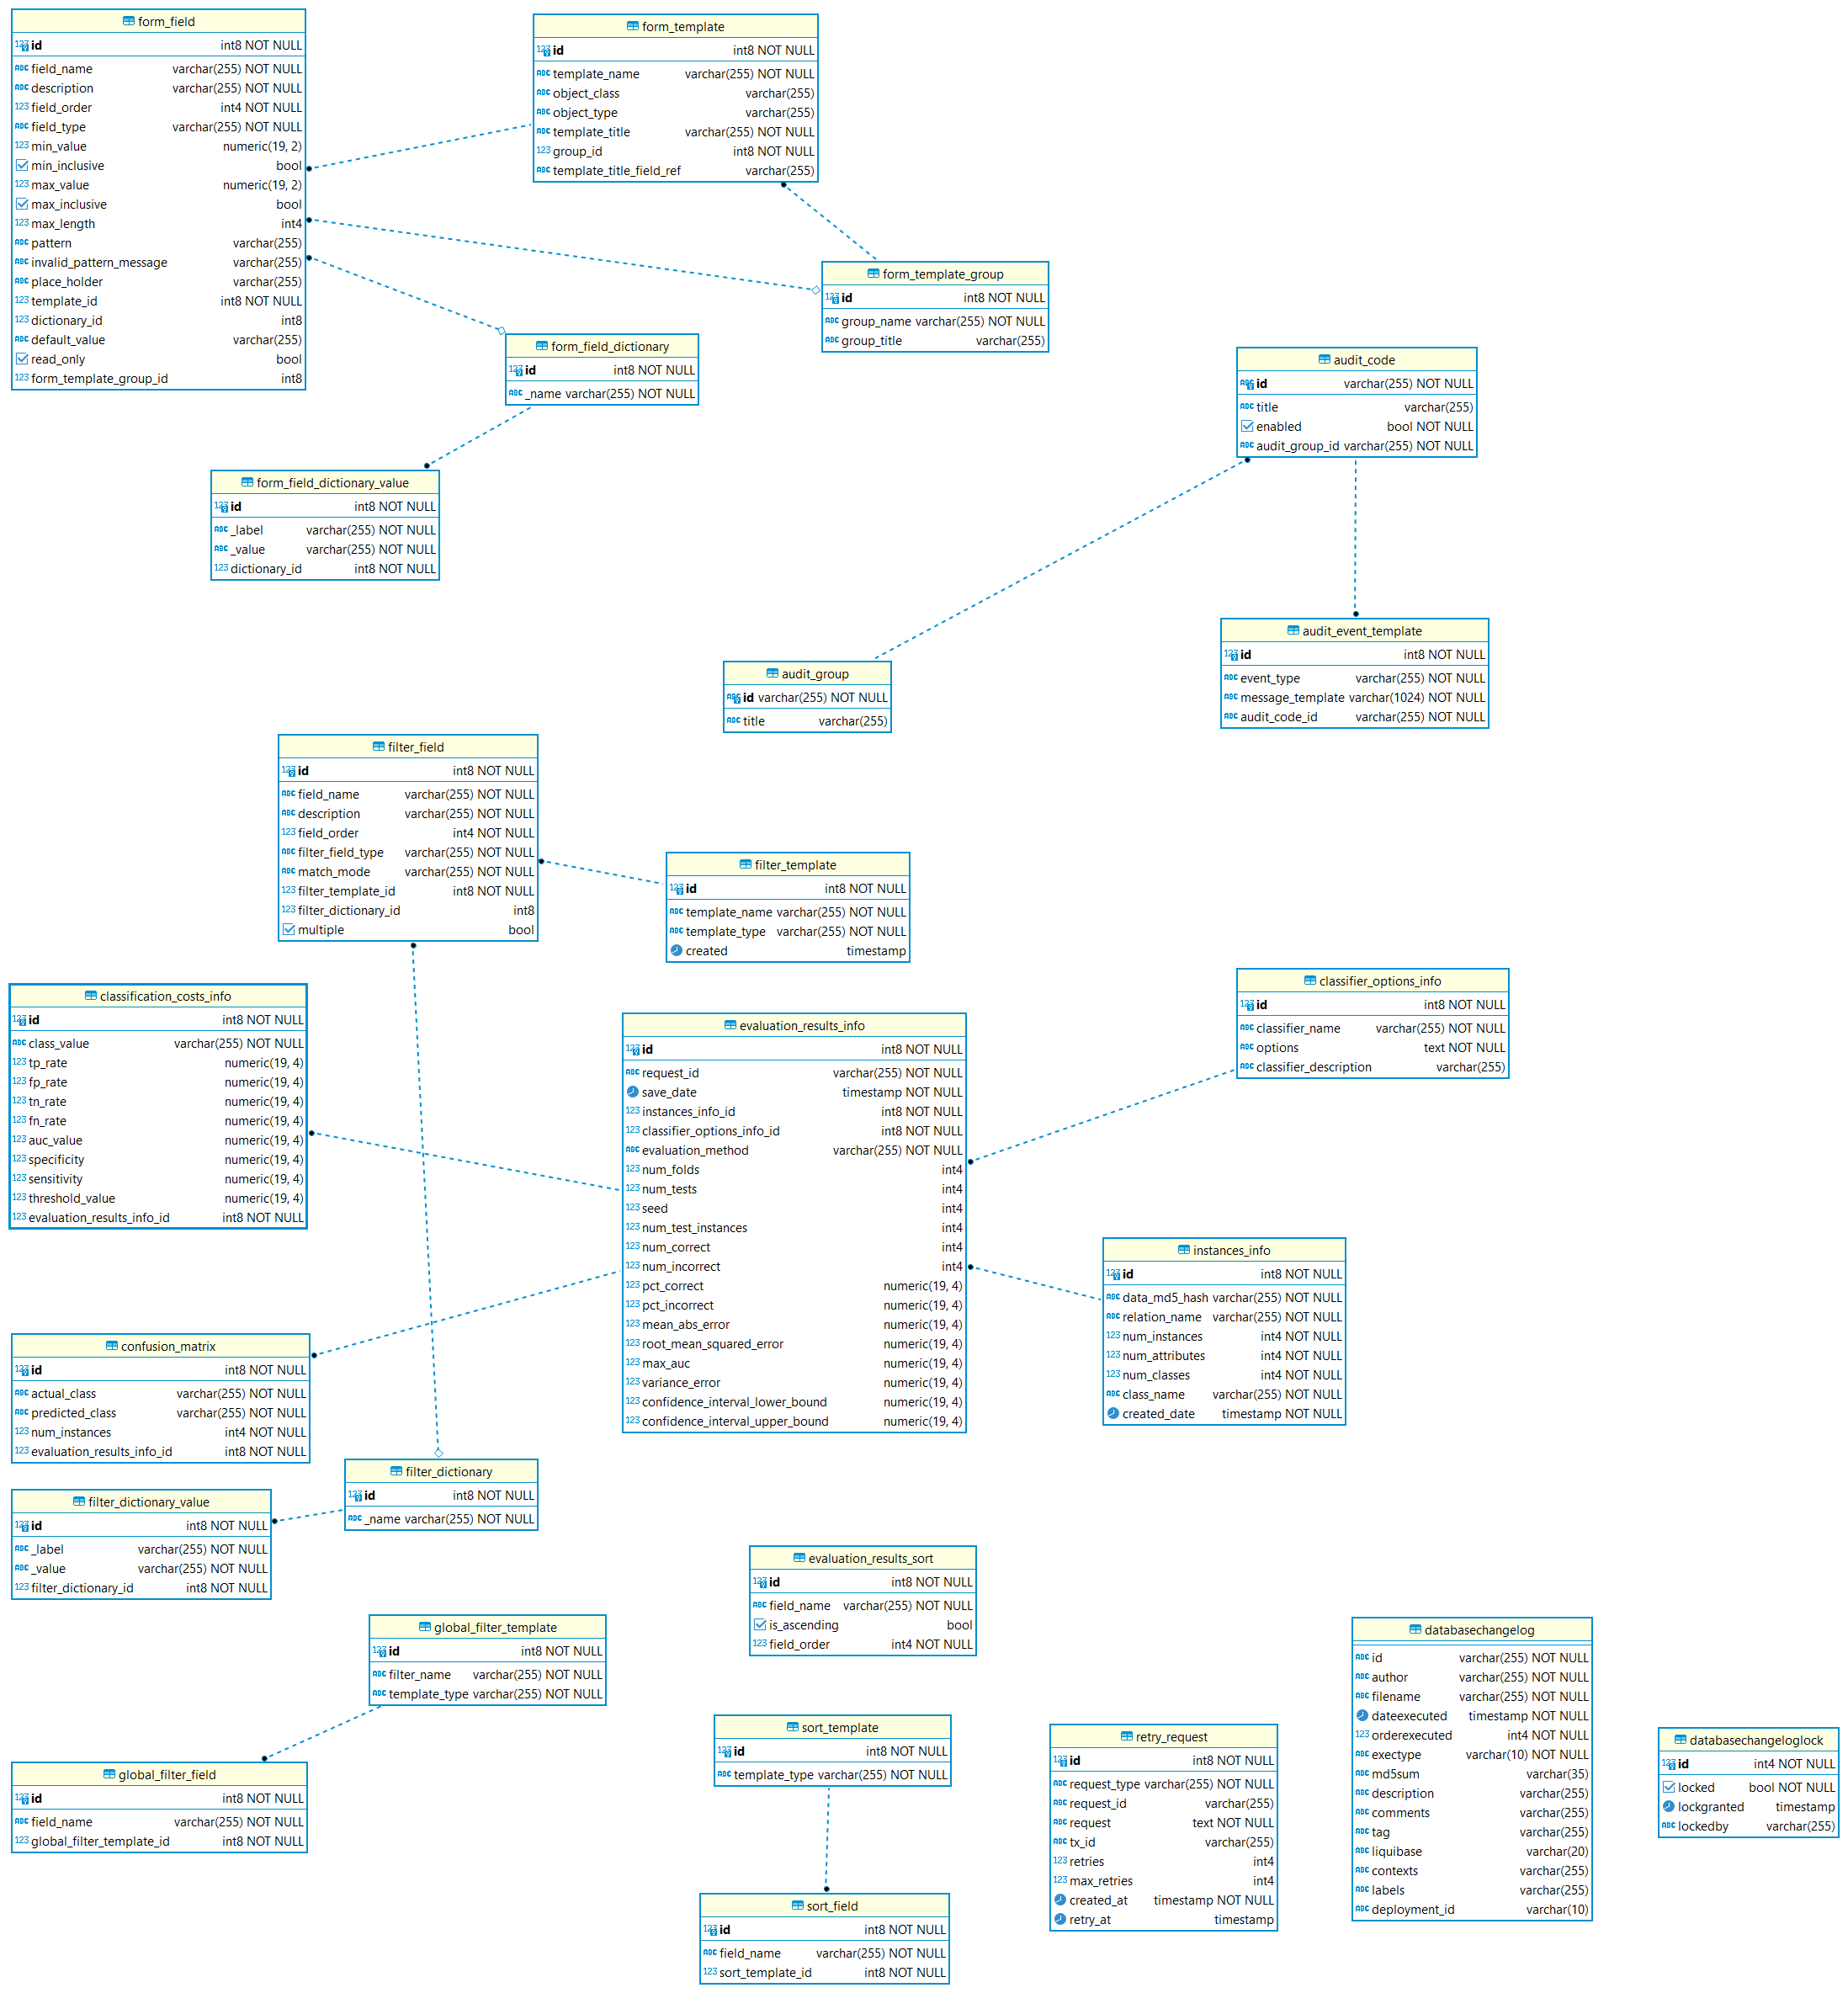 form_field
id int8 NOT NULL
field_name varchar(255) NOT NULL
description varchar(255) NOT NULL
field_order int4 NOT NULL
field_type varchar(255) NOT NULL
min_value numeric(19, 2)
min_inclusive bool
max_value numeric(19, 2)
max_inclusive bool
max_length int4
pattern varchar(255)
invalid_pattern_message varchar(255)
place_holder varchar(255)
template_id int8 NOT NULL
dictionary_id int8
default_value varchar(255)
read_only bool
form_template_group_id int8
form_template
id int8 NOT NULL
template_name varchar(255) NOT NULL
object_class varchar(255)
object_type varchar(255)
template_title varchar(255) NOT NULL
group_id int8 NOT NULL
template_title_field_ref varchar(255)
form_template_group
id int8 NOT NULL
group_name varchar(255) NOT NULL
group_title varchar(255)
form_field_dictionary
id int8 NOT NULL
_name varchar(255) NOT NULL
audit_code
id varchar(255) NOT NULL
title varchar(255)
enabled bool NOT NULL
audit_group_id varchar(255) NOT NULL
form_field_dictionary_value
id int8 NOT NULL
_label varchar(255) NOT NULL
_value varchar(255) NOT NULL
dictionary_id int8 NOT NULL
audit_event_template
id int8 NOT NULL
event_type varchar(255) NOT NULL
message_template varchar(1024) NOT NULL
audit_code_id varchar(255) NOT NULL
audit_group
id varchar(255) NOT NULL
title varchar(255)
filter_field
id int8 NOT NULL
field_name varchar(255) NOT NULL
description varchar(255) NOT NULL
field_order int4 NOT NULL
filter_field_type varchar(255) NOT NULL
match_mode varchar(255) NOT NULL
filter_template_id int8 NOT NULL
filter_dictionary_id int8
multiple bool
filter_template
id int8 NOT NULL
template_name varchar(255) NOT NULL
template_type varchar(255) NOT NULL
created timestamp
classification_costs_info
id int8 NOT NULL
class_value varchar(255) NOT NULL
tp_rate numeric(19, 4)
fp_rate numeric(19, 4)
tn_rate numeric(19, 4)
fn_rate numeric(19, 4)
auc_value numeric(19, 4)
specificity numeric(19, 4)
sensitivity numeric(19, 4)
threshold_value numeric(19, 4)
evaluation_results_info_id int8 NOT NULL
evaluation_results_info
id int8 NOT NULL
request_id varchar(255) NOT NULL
save_date timestamp NOT NULL
instances_info_id int8 NOT NULL
classifier_options_info_id int8 NOT NULL
evaluation_method varchar(255) NOT NULL
num_folds int4
num_tests int4
seed int4
num_test_instances int4
num_correct int4
num_incorrect int4
pct_correct numeric(19, 4)
pct_incorrect numeric(19, 4)
mean_abs_error numeric(19, 4)
root_mean_squared_error numeric(19, 4)
max_auc numeric(19, 4)
variance_error numeric(19, 4)
confidence_interval_lower_bound numeric(19, 4)
confidence_interval_upper_bound numeric(19, 4)
classifier_options_info
id int8 NOT NULL
classifier_name varchar(255) NOT NULL
options text NOT NULL
classifier_description varchar(255)
instances_info
id int8 NOT NULL
data_md5_hash varchar(255) NOT NULL
relation_name varchar(255) NOT NULL
num_instances int4 NOT NULL
num_attributes int4 NOT NULL
num_classes int4 NOT NULL
class_name varchar(255) NOT NULL
created_date timestamp NOT NULL
confusion_matrix
id int8 NOT NULL
actual_class varchar(255) NOT NULL
predicted_class varchar(255) NOT NULL
num_instances int4 NOT NULL
evaluation_results_info_id int8 NOT NULL
filter_dictionary
id int8 NOT NULL
_name varchar(255) NOT NULL
filter_dictionary_value
id int8 NOT NULL
_label varchar(255) NOT NULL
_value varchar(255) NOT NULL
filter_dictionary_id int8 NOT NULL
evaluation_results_sort
id int8 NOT NULL
field_name varchar(255) NOT NULL
is_ascending bool
field_order int4 NOT NULL
global_filter_template
id int8 NOT NULL
filter_name varchar(255) NOT NULL
template_type varchar(255) NOT NULL
databasechangelog
id varchar(255) NOT NULL
author varchar(255) NOT NULL
filename varchar(255) NOT NULL
dateexecuted timestamp NOT NULL
orderexecuted int4 NOT NULL
exectype varchar(10) NOT NULL
md5sum varchar(35)
description varchar(255)
comments varchar(255)
tag varchar(255)
liquibase varchar(20)
contexts varchar(255)
labels varchar(255)
deployment_id varchar(10)
sort_template
id int8 NOT NULL
template_type varchar(255) NOT NULL
retry_request
id int8 NOT NULL
request_type varchar(255) NOT NULL
request_id varchar(255)
request text NOT NULL
tx_id varchar(255)
retries int4
max_retries int4
created_at timestamp NOT NULL
retry_at timestamp
databasechangeloglock
id int4 NOT NULL
locked bool NOT NULL
lockgranted timestamp
lockedby varchar(255)
global_filter_field
id int8 NOT NULL
field_name varchar(255) NOT NULL
global_filter_template_id int8 NOT NULL
sort_field
id int8 NOT NULL
field_name varchar(255) NOT NULL
sort_template_id int8 NOT NULL